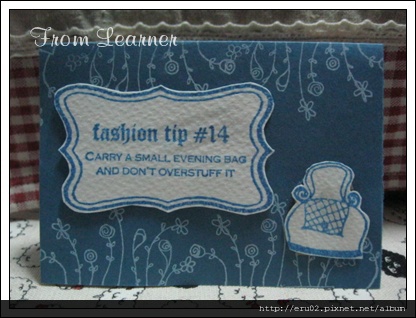 From Learner
fashion tip #14
CARRY A SMALL EVENING BAG
AND DON'T OVERSTUFF IT
http://eru02.pixnet.net/album